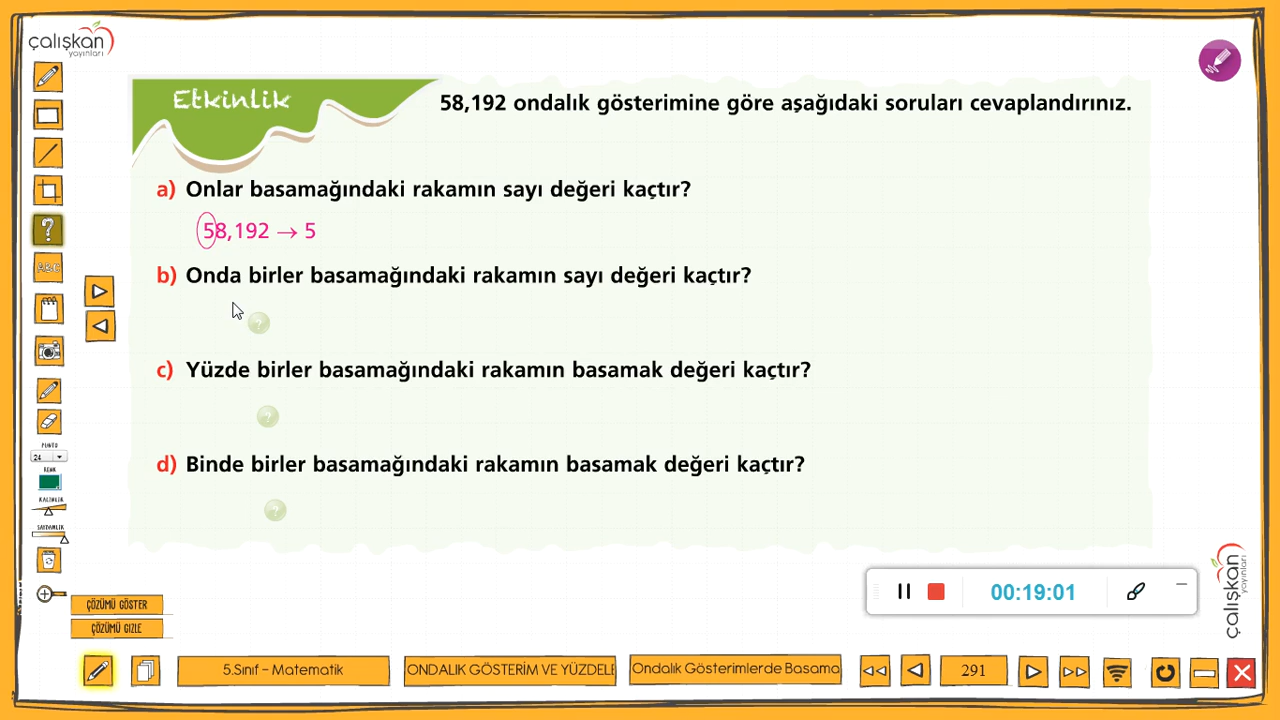 çalışkan
yayınları
Etkinlik
58,192 ondalık gösterimine göre aşağıdaki soruları cevaplandırınız.
a) Onlar basamağındaki rakamın sayı değeri kaçtır?
58,192 → 5
b) Onda birler basamağındaki rakamın sayı değeri kaçtır?
?
c) Yüzde birler basamağındaki rakamın basamak değeri kaçtır?
?
d) Binde birler basamağındaki rakamın basamak değeri kaçtır?
?
?
ABC
PUNTO
24
RENK
KALINLIK
SAYDAMLIK
ÇÖZÜMÜ GÖSTER
ÇÖZÜMÜ GİZLE
00:19:01
çalışkan
yayınları
5.Sınıf - Matematik
ONDALIK GÖSTERİM VE YÜZDELE
Ondalık Gösterimlerde Basama
291